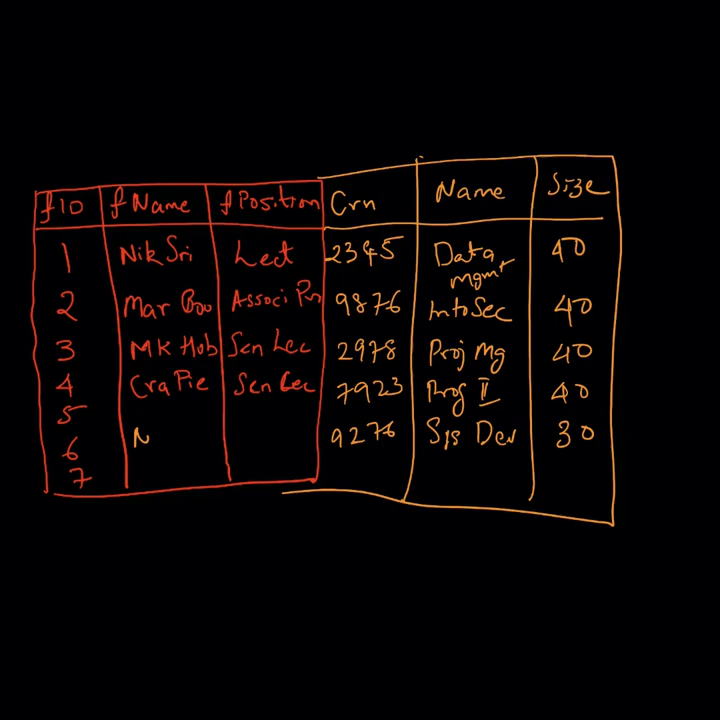 fID fName fPosition Crn Name Size
1 Nik Sri Lect 2345 Data 40
mgmt
2 Mar Bou Associ 9876 InfoSec 40
3 MK Hob Sen Lec 2978 Proj Mg 40
4 Cra Pie Sen Lec 7923 Prog II 40
5
6 N 9276 Sys Dev 30
7